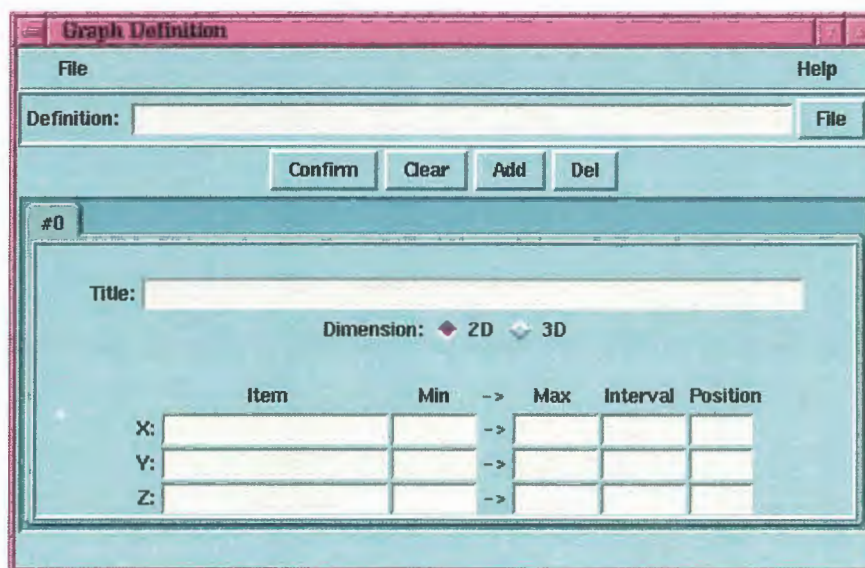 Graph Definition
File Help
Definition: File
Confirm Clear Add Del
#0
Title:
Dimension: 2D 3D
Item Min -> Max Interval Position
X: ->
Y: ->
Z: ->